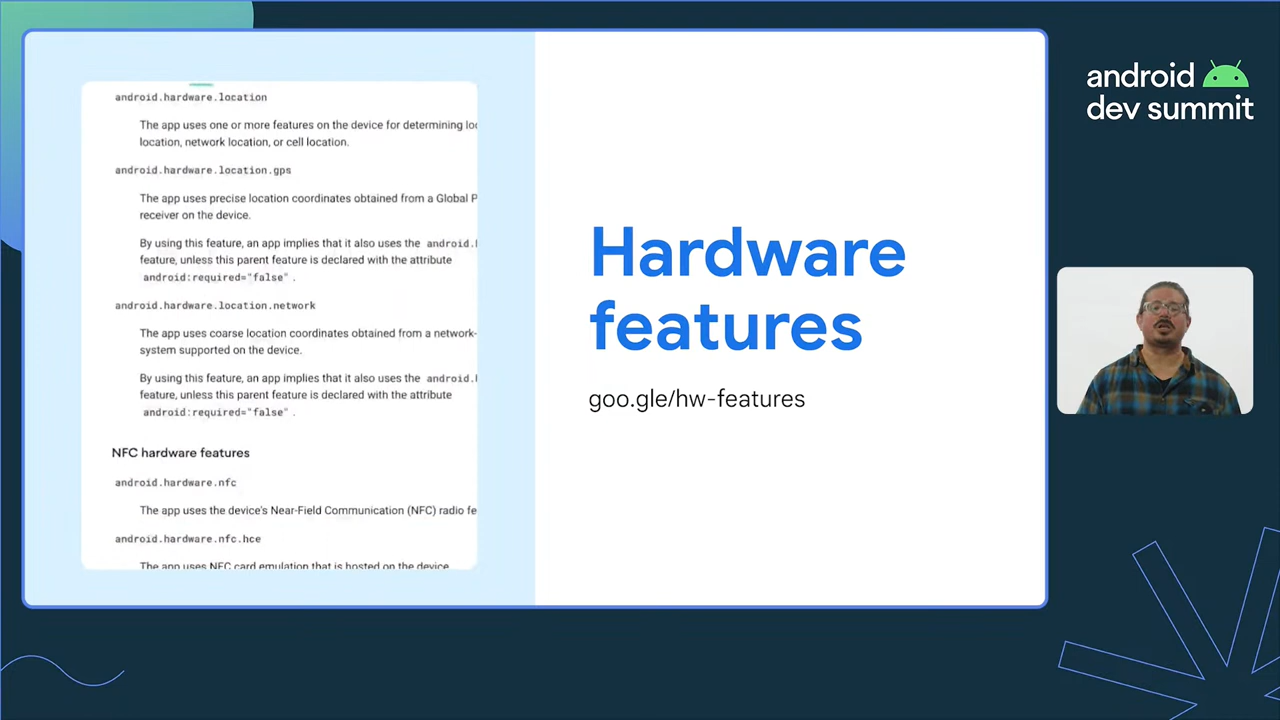 android.hardware.location
The app uses one or more features on the device for determining
location, network location, or cell location.
android.hardware.location.gps
The app uses precise location coordinates obtained from a Global
receiver on the device.
By using this feature, an app implies that it also uses the android.
feature, unless this parent feature is declared with the attribute
android:required="false" .
android.hardware.location.network
The app uses coarse location coordinates obtained from a network-
system supported on the device.
By using this feature, an app implies that it also uses the android.
feature, unless this parent feature is declared with the attribute
android:required="false" .
NFC hardware features
android.hardware.nfc
The app uses the device's Near-Field Communication (NFC) radio
android.hardware.nfc.hce
The app uses NFC card emulation that is hosted on the device
Hardware
features
goo.gle/hw-features
android
dev summit